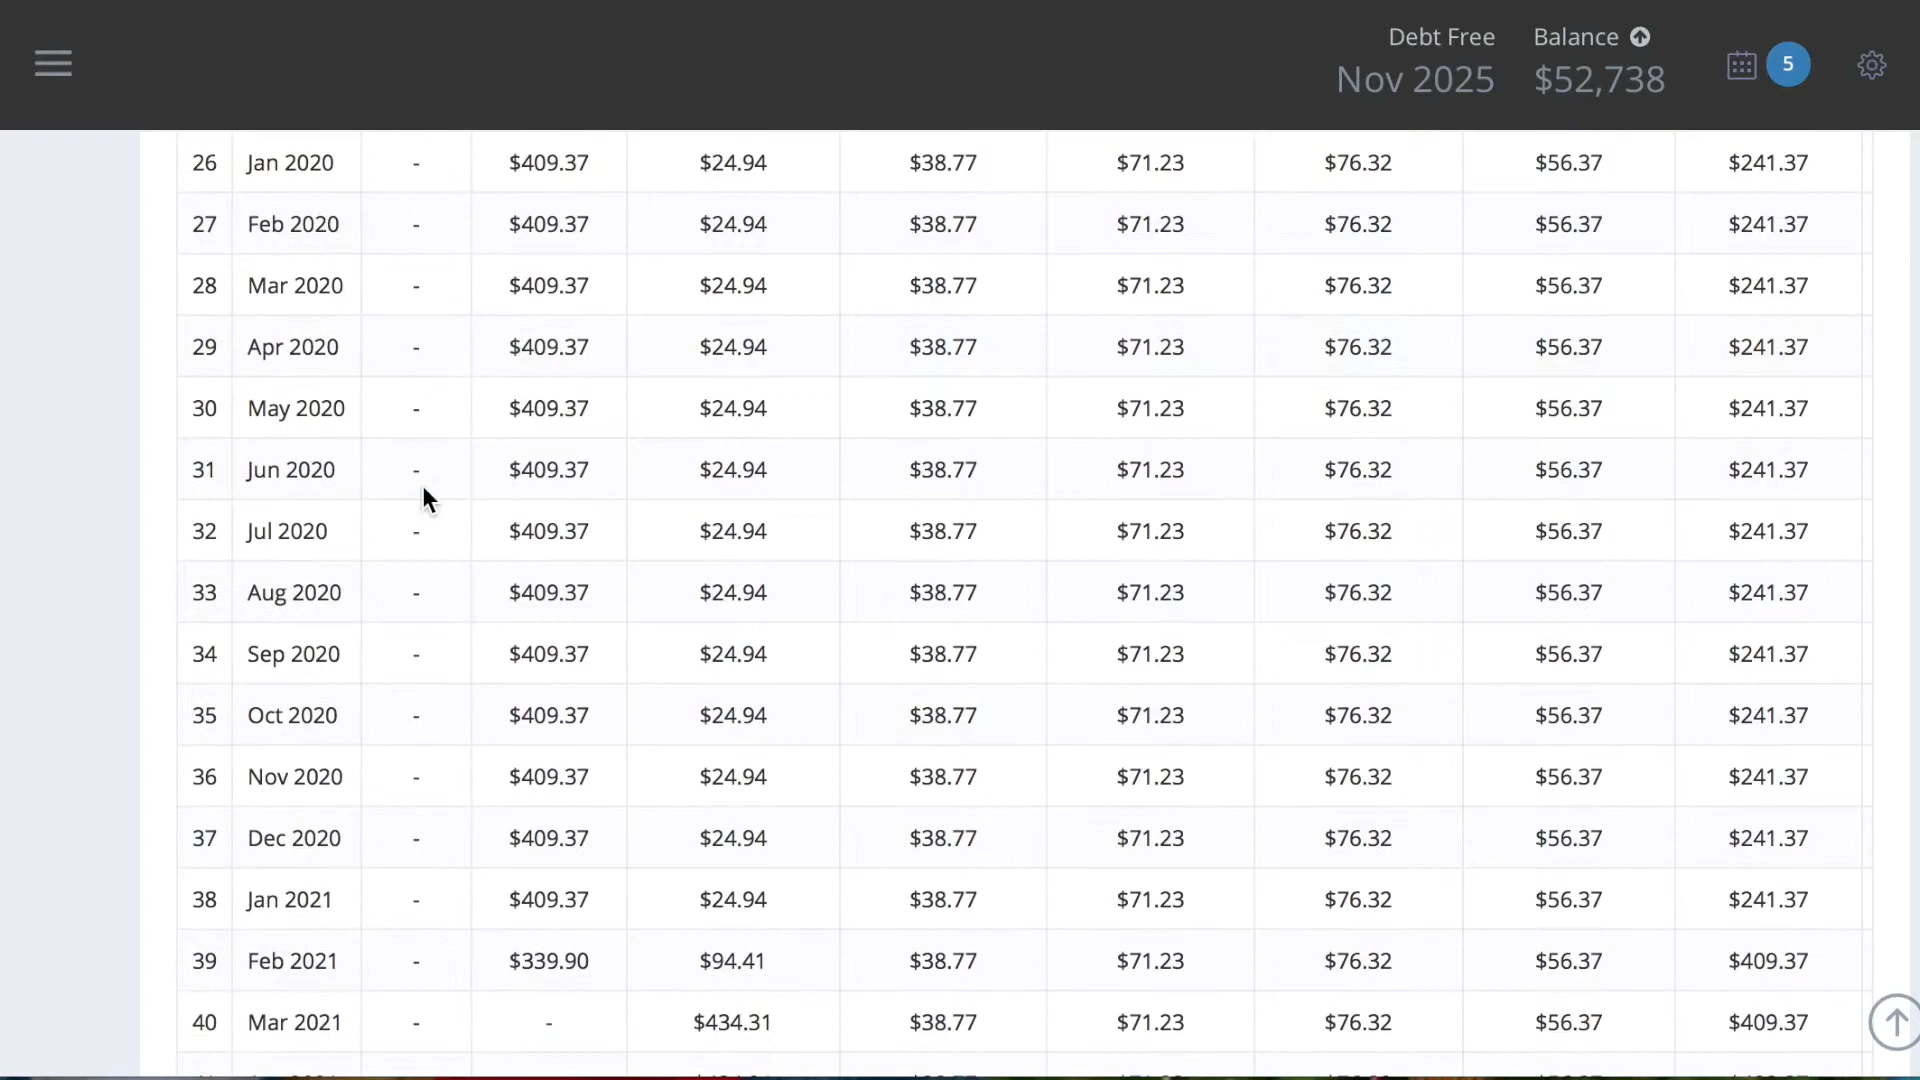 Debt Free Balance
Nov 2025 $52,738 5
26 Jan 2020 - $409.37 $24.94 $38.77 $71.23 $76.32 $56.37 $241.37
27 Feb 2020 - $409.37 $24.94 $38.77 $71.23 $76.32 $56.37 $241.37
28 Mar 2020 - $409.37 $24.94 $38.77 $71.23 $76.32 $56.37 $241.37
29 Apr 2020 - $409.37 $24.94 $38.77 $71.23 $76.32 $56.37 $241.37
30 May 2020 - $409.37 $24.94 $38.77 $71.23 $76.32 $56.37 $241.37
31 Jun 2020 - $409.37 $24.94 $38.77 $71.23 $76.32 $56.37 $241.37
32 Jul 2020 - $409.37 $24.94 $38.77 $71.23 $76.32 $56.37 $241.37
33 Aug 2020 - $409.37 $24.94 $38.77 $71.23 $76.32 $56.37 $241.37
34 Sep 2020 - $409.37 $24.94 $38.77 $71.23 $76.32 $56.37 $241.37
35 Oct 2020 - $409.37 $24.94 $38.77 $71.23 $76.32 $56.37 $241.37
36 Nov 2020 - $409.37 $24.94 $38.77 $71.23 $76.32 $56.37 $241.37
37 Dec 2020 - $409.37 $24.94 $38.77 $71.23 $76.32 $56.37 $241.37
38 Jan 2021 - $409.37 $24.94 $38.77 $71.23 $76.32 $56.37 $241.37
39 Feb 2021 - $339.90 $94.41 $38.77 $71.23 $76.32 $56.37 $409.37
40 Mar 2021 - - $434.31 $38.77 $71.23 $76.32 $56.37 $409.37